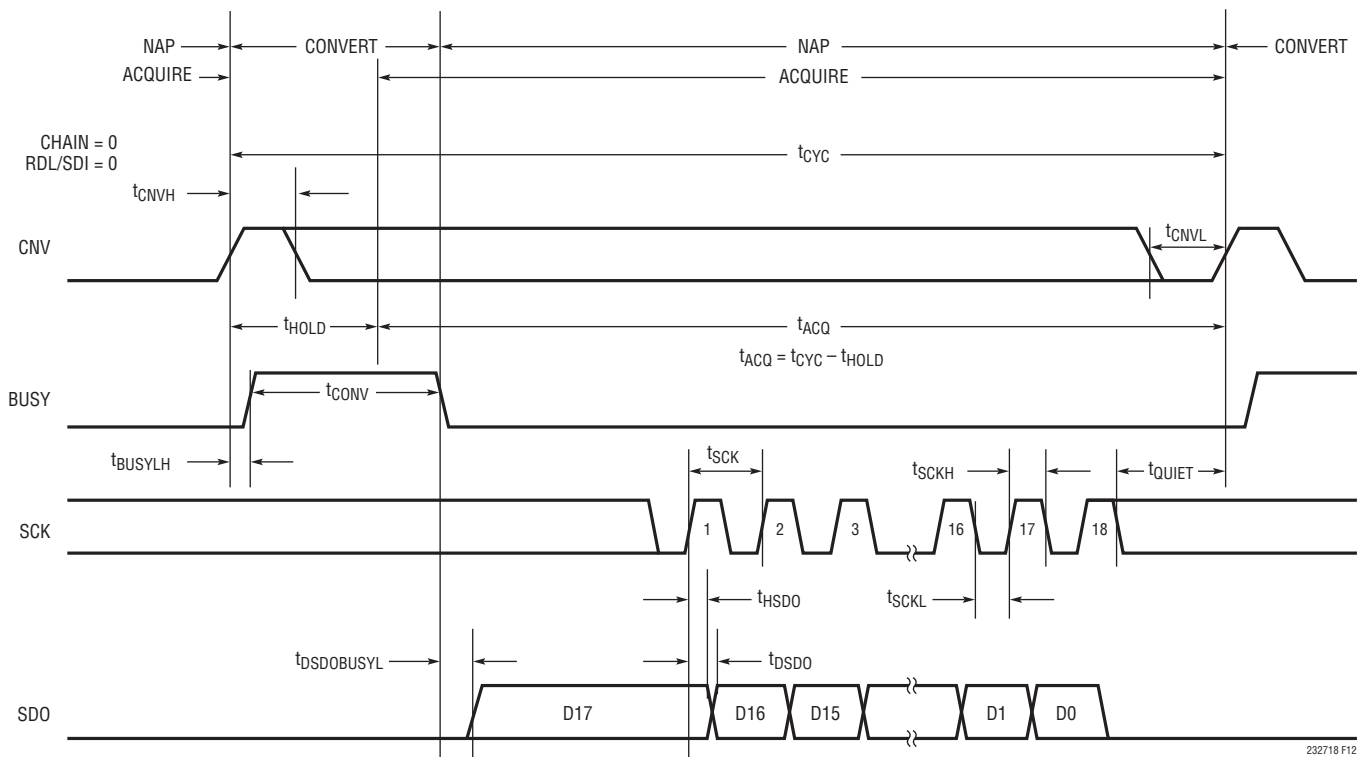 NAP CONVERT NAP CONVERT
ACQUIRE ACQUIRE
CHAIN = 0
RDL/SDI = 0
tCYC
tCNVH
CNV
tCNVL
tHOLD tACQ
tACQ = tCYC – tHOLD
BUSY
tCONV
tBUSYLH
tSCK tSCKH tQUIET
SCK
1 2 3 16 17 18
tHSDO tSCKL
tDSDOBUSYL tDSDO
SDO
D17 D16 D15 D1 D0
232718 F12